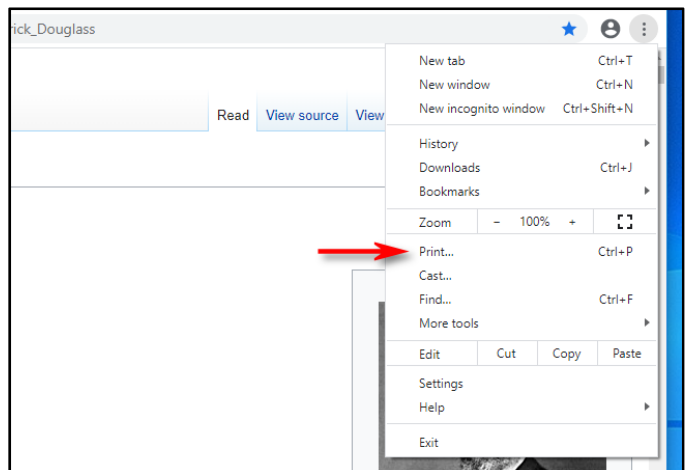 rick_Douglass
Read View source View
New tab Ctrl+T
New window Ctrl+N
New incognito window Ctrl+Shift+N
History
Downloads Ctrl+J
Bookmarks
Zoom - 100% +
Print... Ctrl+P
Cast...
Find... Ctrl+F
More tools
Edit Cut Copy Paste
Settings
Help
Exit